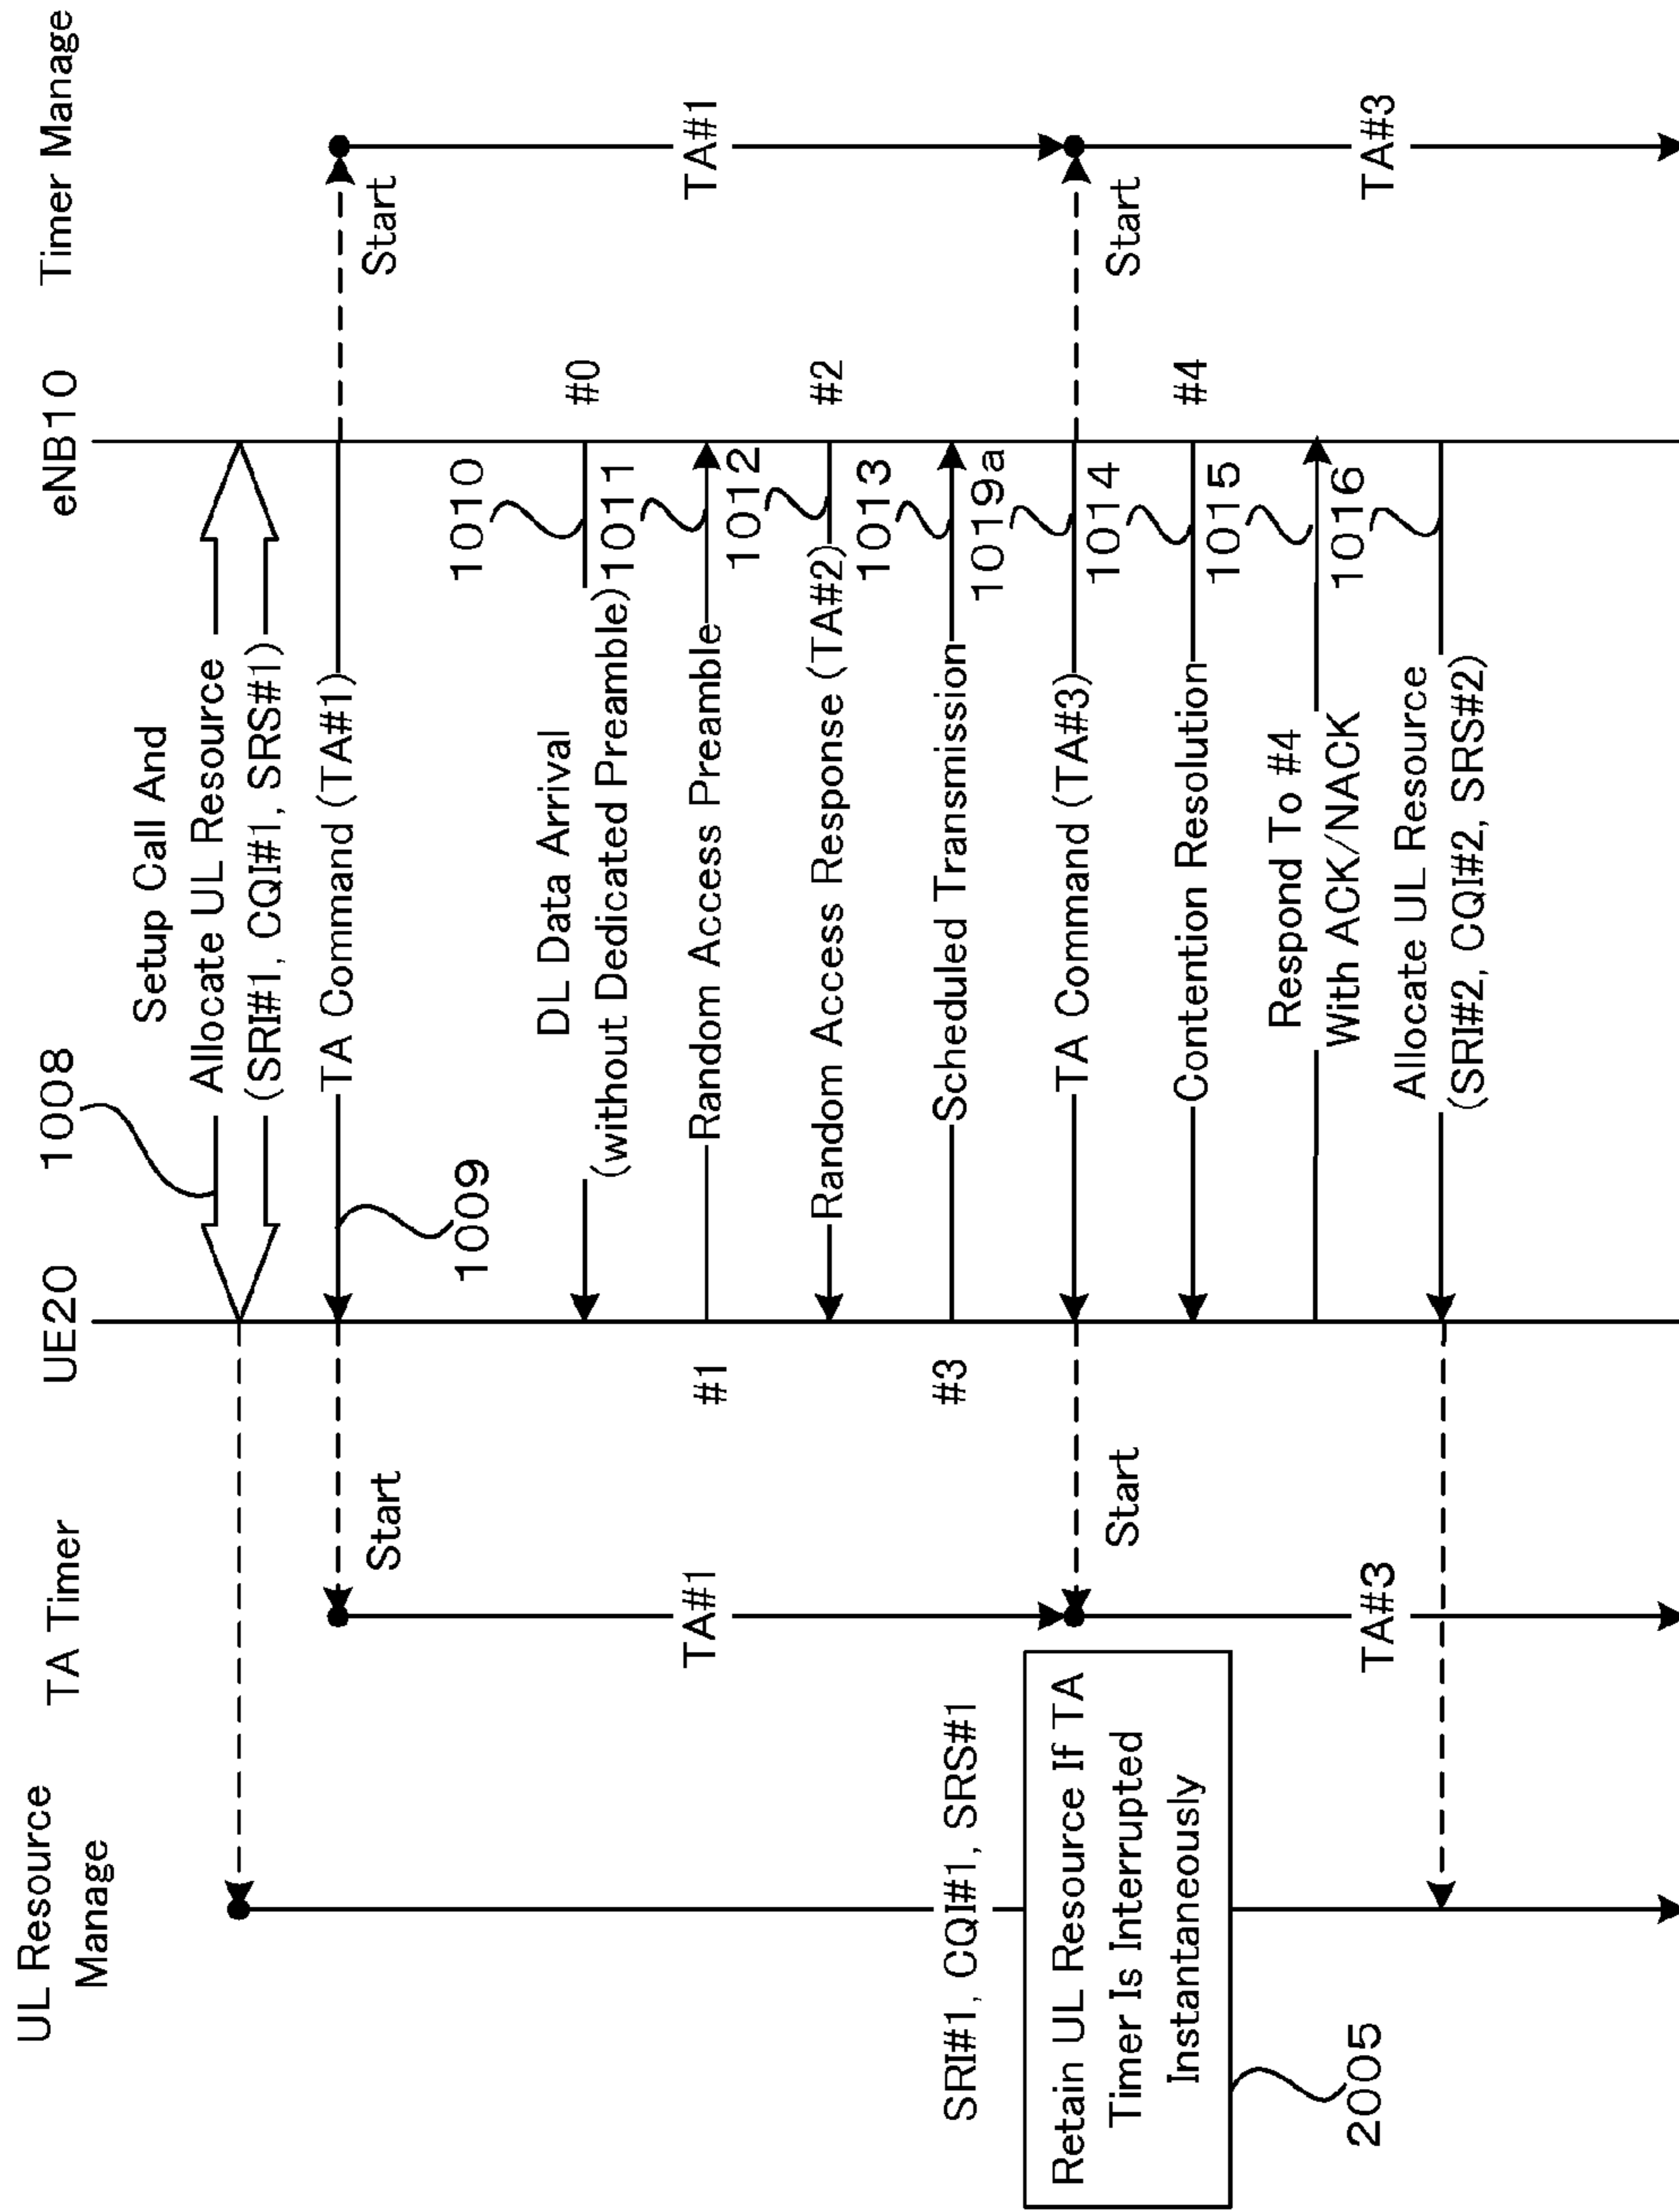 UL Resource
Manage
TA Timer
UE20
eNB10
Timer Manage
1008
Setup Call And
Allocate UL Resource
(SRI#1, CQI#1, SRS#1)
TA Command (TA#1)
1009
Start
Start
1010
#0
DL Data Arrival
(without Dedicated Preamble)
1011
#1
Random Access Preamble
TA#1
TA#1
1012
Random Access Response (TA#2)
#2
1013
#3
Scheduled Transmission
SRI#1, CQI#1, SRS#1
1019a
TA Command (TA#3)
Start
Start
Retain UL Resource If TA
Timer Is Interrupted
Instantaneously
2005
1014
Contention Resolution
#4
1015
Respond To #4
With ACK/NACK
1016
TA#3
TA#3
Allocate UL Resource
(SRI#2, CQI#2, SRS#2)